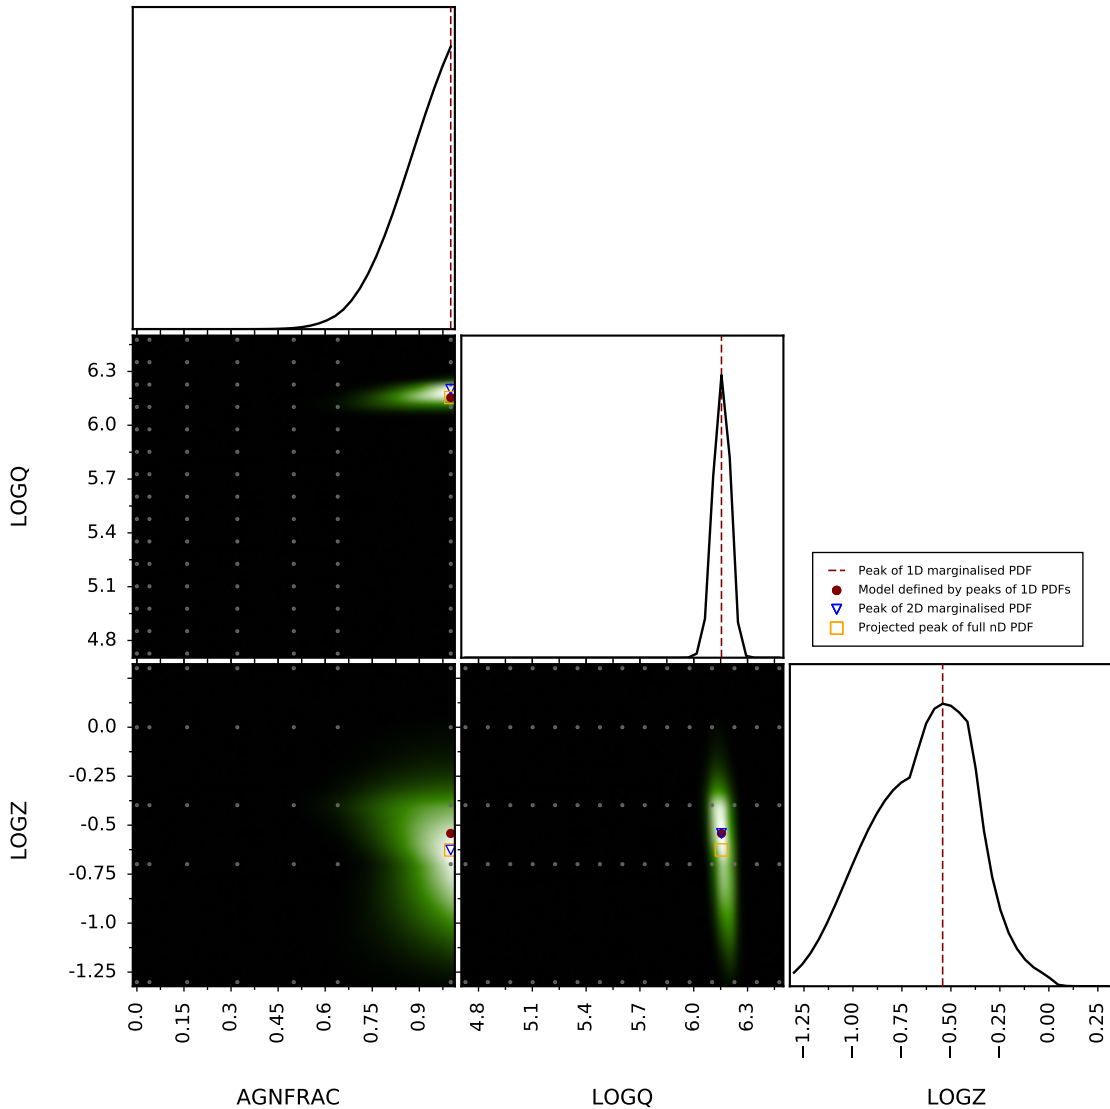 6.3
6.0
5.7
5.4
5.1
4.8
LOGQ
Peak of 1D marginalised PDF
Model defined by peaks of 1D PDFs
Peak of 2D marginalised PDF
Projected peak of full nD PDF
0.0
-0.25
-0.5
-0.75
-1.0
-1.25
LOGZ
0.0 0.15 0.3 0.45 0.6 0.75 0.9
4.8 5.1 5.4 5.7 6.0 6.3
−1.25 −1.00 −0.75 −0.50 0.00 0.25
AGNFRAC LOGQ LOGZ